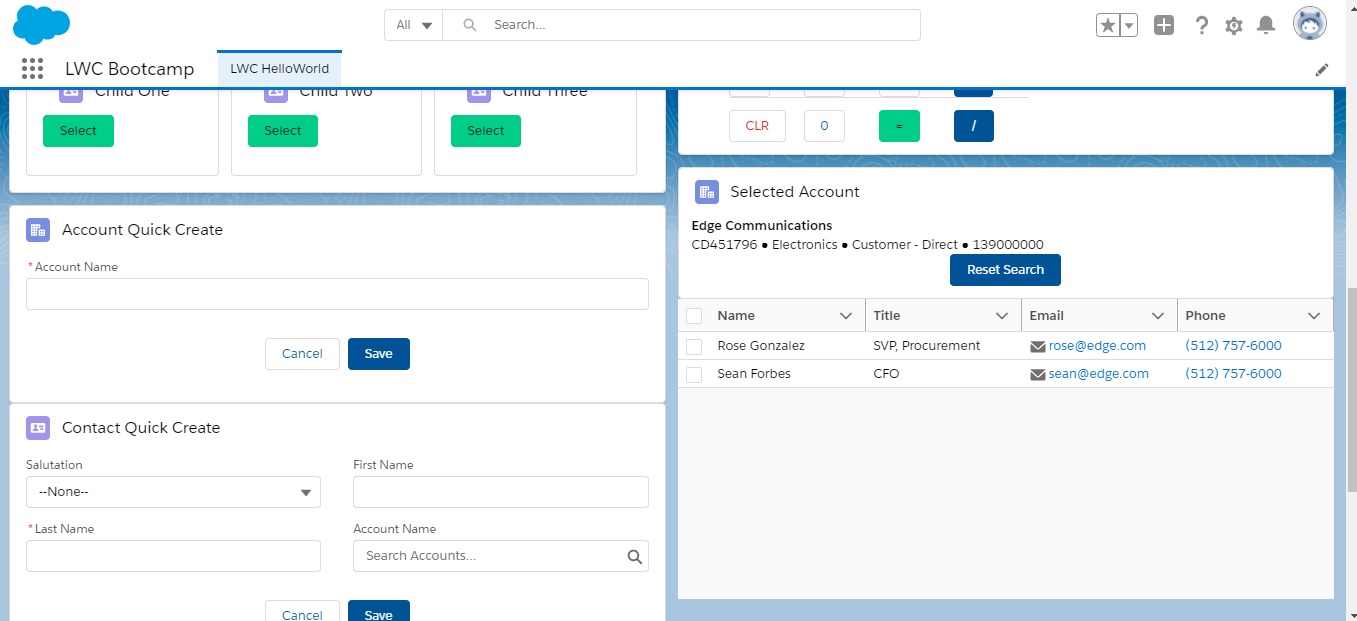 All
Search...
LWC Bootcamp
LWC HelloWorld
Child One
Child Two
Child Three
Select
Select
Select
CLR
0
=
/
Account Quick Create
*Account Name
Cancel
Save
Contact Quick Create
Salutation
First Name
--None--
*Last Name
Account Name
Search Accounts...
Cancel
Save
Selected Account
Edge Communications
CD451796 ● Electronics ● Customer - Direct ● 139000000
Reset Search
Name Title Email Phone
Rose Gonzalez SVP, Procurement rose@edge.com (512) 757-6000
Sean Forbes CFO sean@edge.com (512) 757-6000